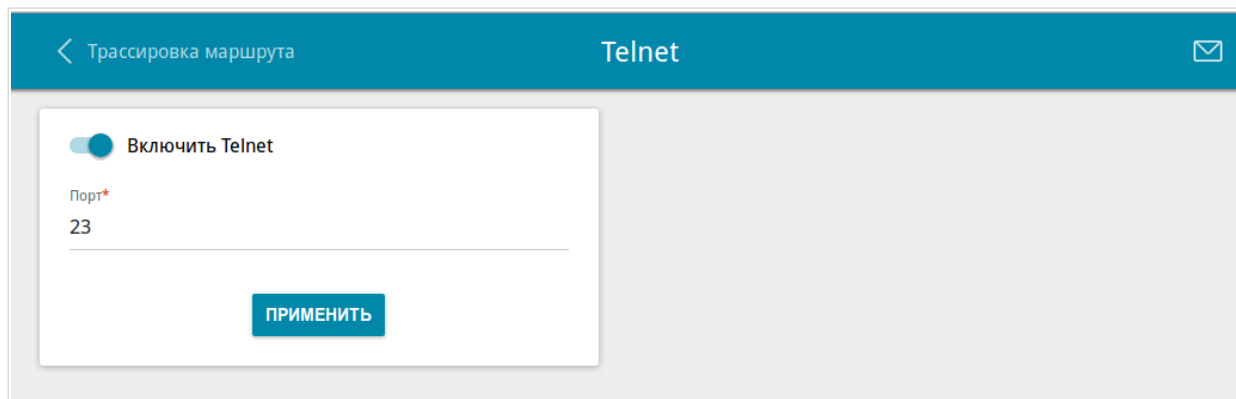 Трассировка маршрута
Telnet
Включить Telnet
Порт*
23
ПРИМЕНИТЬ